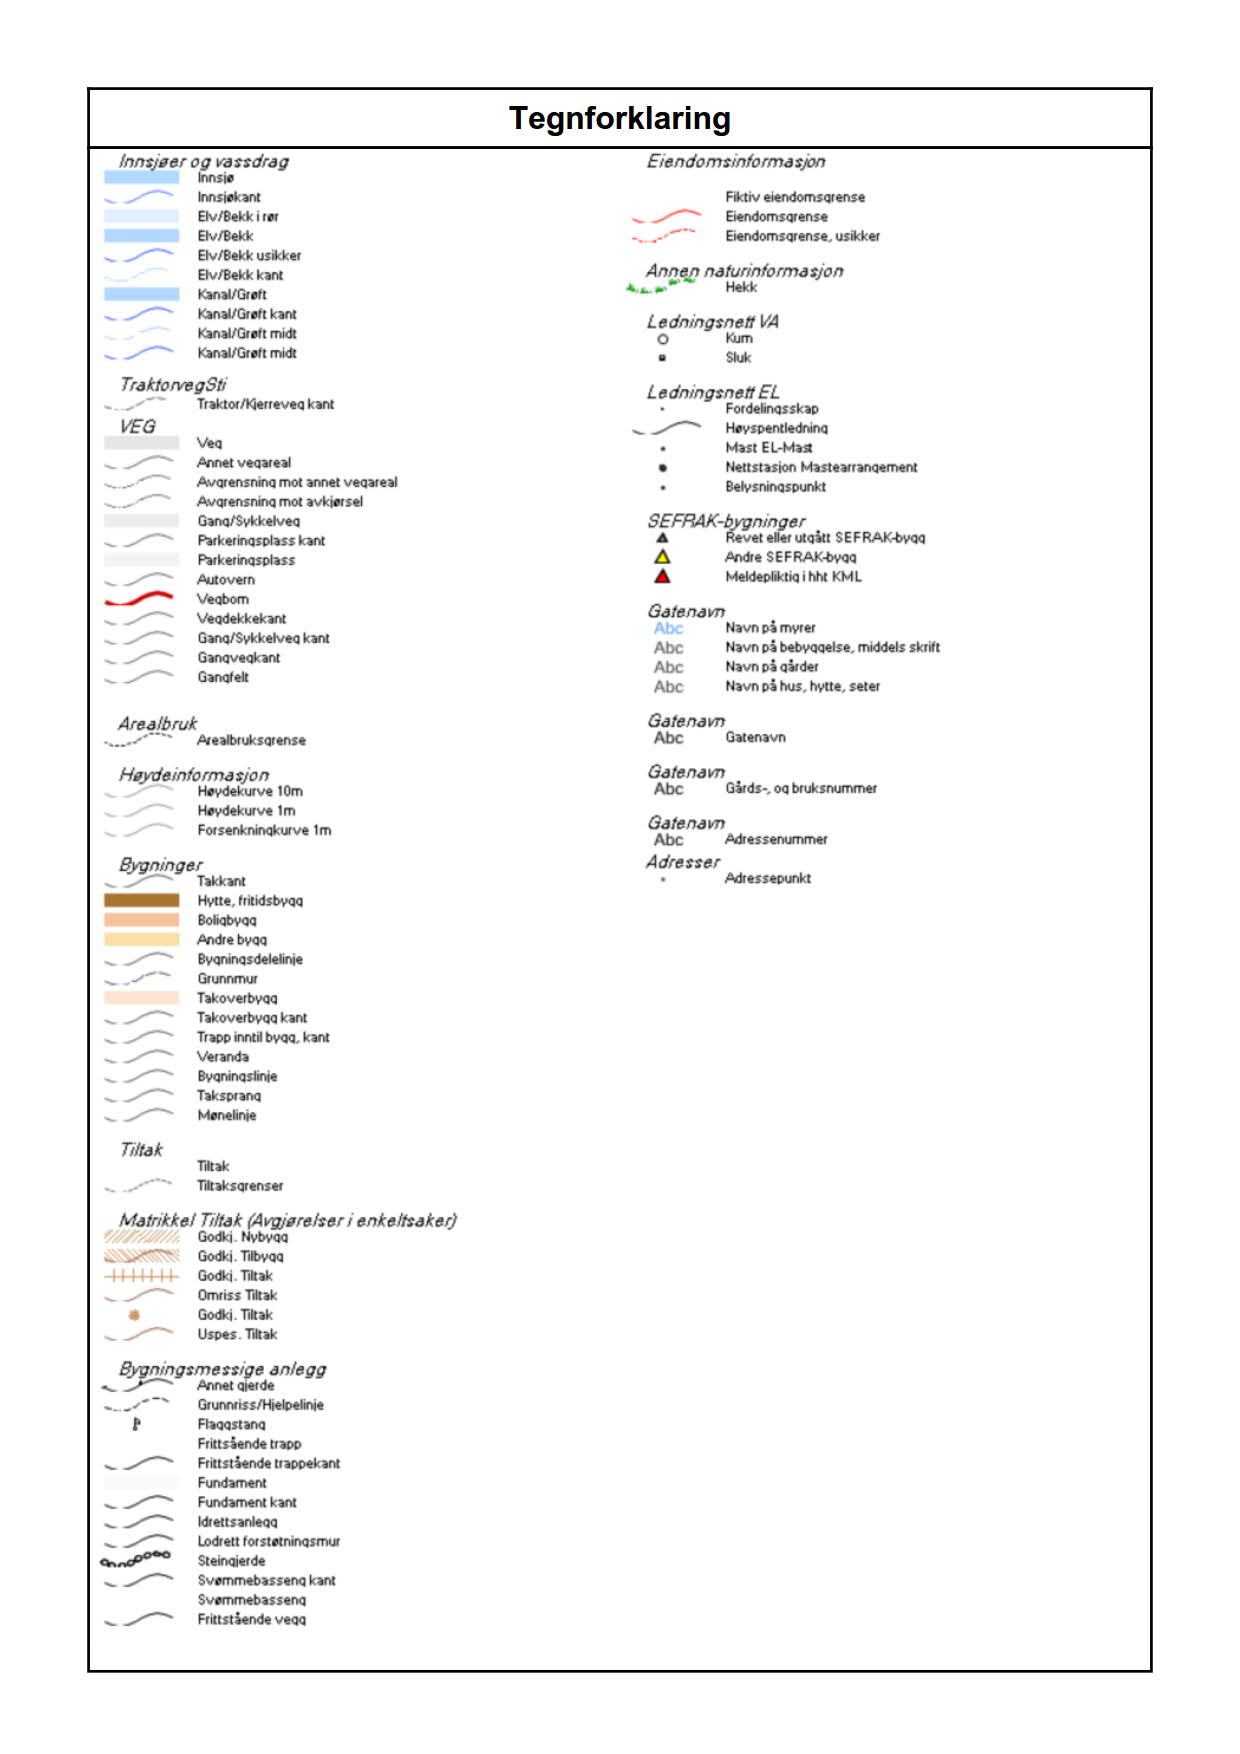 Tegnforklaring
Innsjøer og vassdrag
Innsjø
Innsjøkant
Elv/Bekk i rør
Elv/Bekk
Elv/Bekk usikker
Elv/Bekk kant
Kanal/Grøft
Kanal/Grøft kant
Kanal/Grøft midt
Kanal/Grøft midt
TraktorvegSti
Traktor/Kjerreveg kant
VEG
Veg
Annet vegareal
Avgrensning mot annet vegareal
Avgrensning mot avkjørsel
Gang/Sykkelveg
Parkeringsplass kant
Parkeringsplass
Autovern
Vegbom
Vegdekkekant
Gang/Sykkelveg kant
Gangvegkant
Gangfelt
Arealbruk
Arealbruksgrense
Høydeinformasjon
Høydekurve 10m
Høydekurve 1m
Forsenkningkurve 1m
Bygninger
Takkant
Hytte, fritidsbygg
Boligbygg
Andre bygg
Bygningsdelelinje
Grunnmur
Takoverbygg
Takoverbygg kant
Trapp inntil bygg, kant
Veranda
Bygningslinje
Taksprang
Mønelinje
Tiltak
Tiltak
Tiltaksgrenser
Matrikkel Tiltak (Avgjørelser i enkeltsaker)
Godkj. Nybygg
Godkj. Tilbygg
Godkj. Tiltak
Omriss Tiltak
Godkj. Tiltak
Uspes. Tiltak
Bygningsmessige anlegg
Annet gjerde
Grunnriss/Hjelpelinje
Flaggstang
Frittsående trapp
Frittstående trappekant
Fundament
Fundament kant
Idrettsanlegg
Lodrett forstøtningsmur
Steingjerde
Svømmebasseng kant
Svømmebasseng
Frittstående vegg
Eiendomsinformasjon
Fiktiv eiendomsgrense
Eiendomsgrense
Eiendomsgrense, usikker
Annen naturinformasjon
Hekk
Ledningsnett VA
Kum
Sluk
Ledningsnett EL
Fordelingsskap
Høyspentledning
Mast EL-Mast
Nettstasjon Mastearrangement
Belysningspunkt
SEFRAK-bygninger
Revet eller utgått SEFRAK-bygg
Andre SEFRAK-bygg
Meldepliktig i hht KML
Gatenavn
Abc Navn på myrer
Abc Navn på bebyggelse, middels skrift
Abc Navn på gårder
Abc Navn på hus, hytte, seter
Gatenavn
Abc Gatenavn
Gatenavn
Abc Gårds-, og bruksnummer
Gatenavn
Abc Adressenummer
Adresser
Adressepunkt